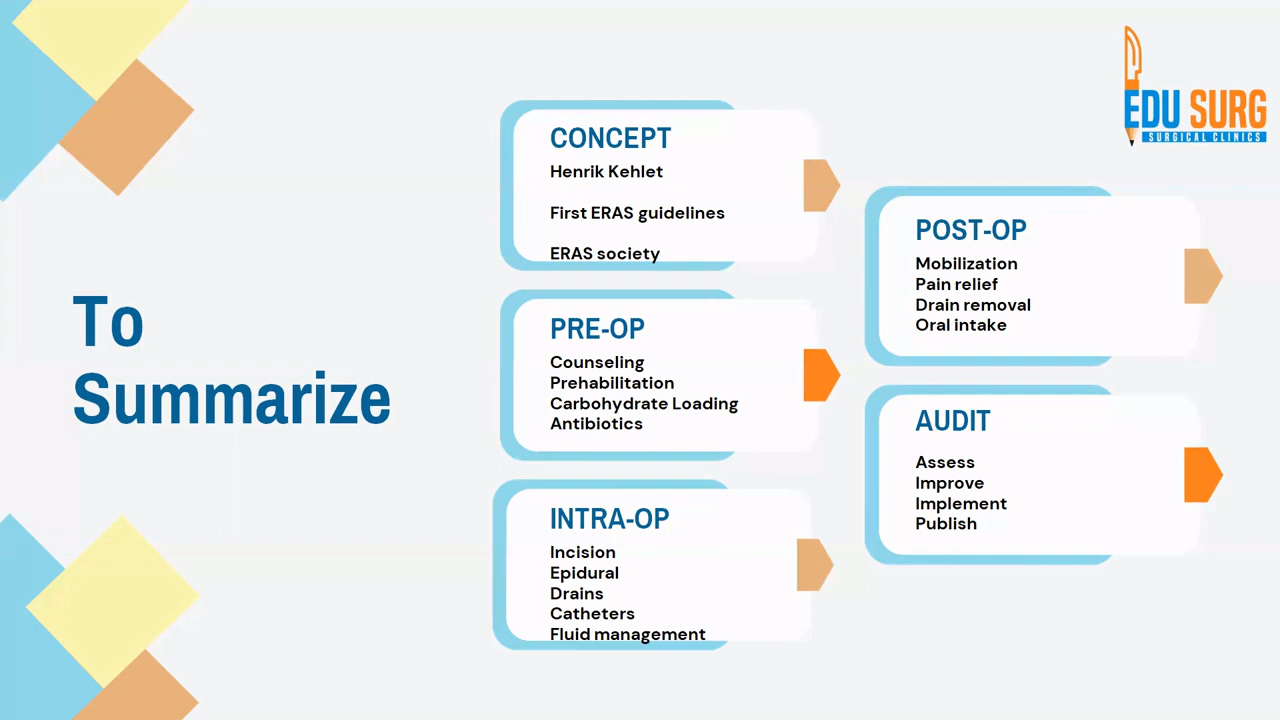 EDU SURG
SURGICAL CLINICS
To
Summarize
CONCEPT
Henrik Kehlet
First ERAS guidelines
ERAS society
PRE-OP
Counseling
Prehabilitation
Carbohydrate Loading
Antibiotics
INTRA-OP
Incision
Epidural
Drains
Catheters
Fluid management
POST-OP
Mobilization
Pain relief
Drain removal
Oral intake
AUDIT
Assess
Improve
Implement
Publish